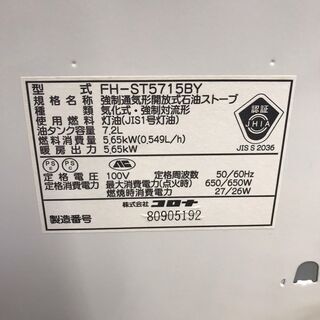 型式 FH-ST5715BY
規格名 強制通気形開放式石油ストーブ
種類 気化式・強制対流形
使用燃料 灯油(JIS1号灯油)
油タンク容量 7.2L
燃料消費量 5.65kW(0.549L/h)
暖房出力 5.65kW
認証
JHIA
JIS S 2036
PS C PS E
定格電圧 100V 定格周波数 50/60Hz
定格消費電力 最大消費電力(点火時) 650/650W
燃焼時消費電力 27/26W
株式会社コロナ
製造番号 80905192